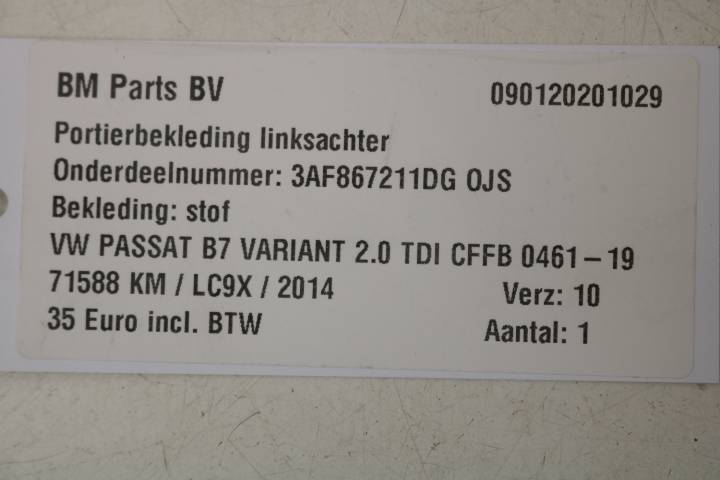 BM Parts BV 090120201029
Portierbekleding linksachter
Onderdeelnummer: 3AF867211DG OJS
Bekleding: stof
VW PASSAT B7 VARIANT 2.0 TDI CFFB 0461-19
71588 KM / LC9X / 2014 Verz: 10
35 Euro incl. BTW Aantal: 1